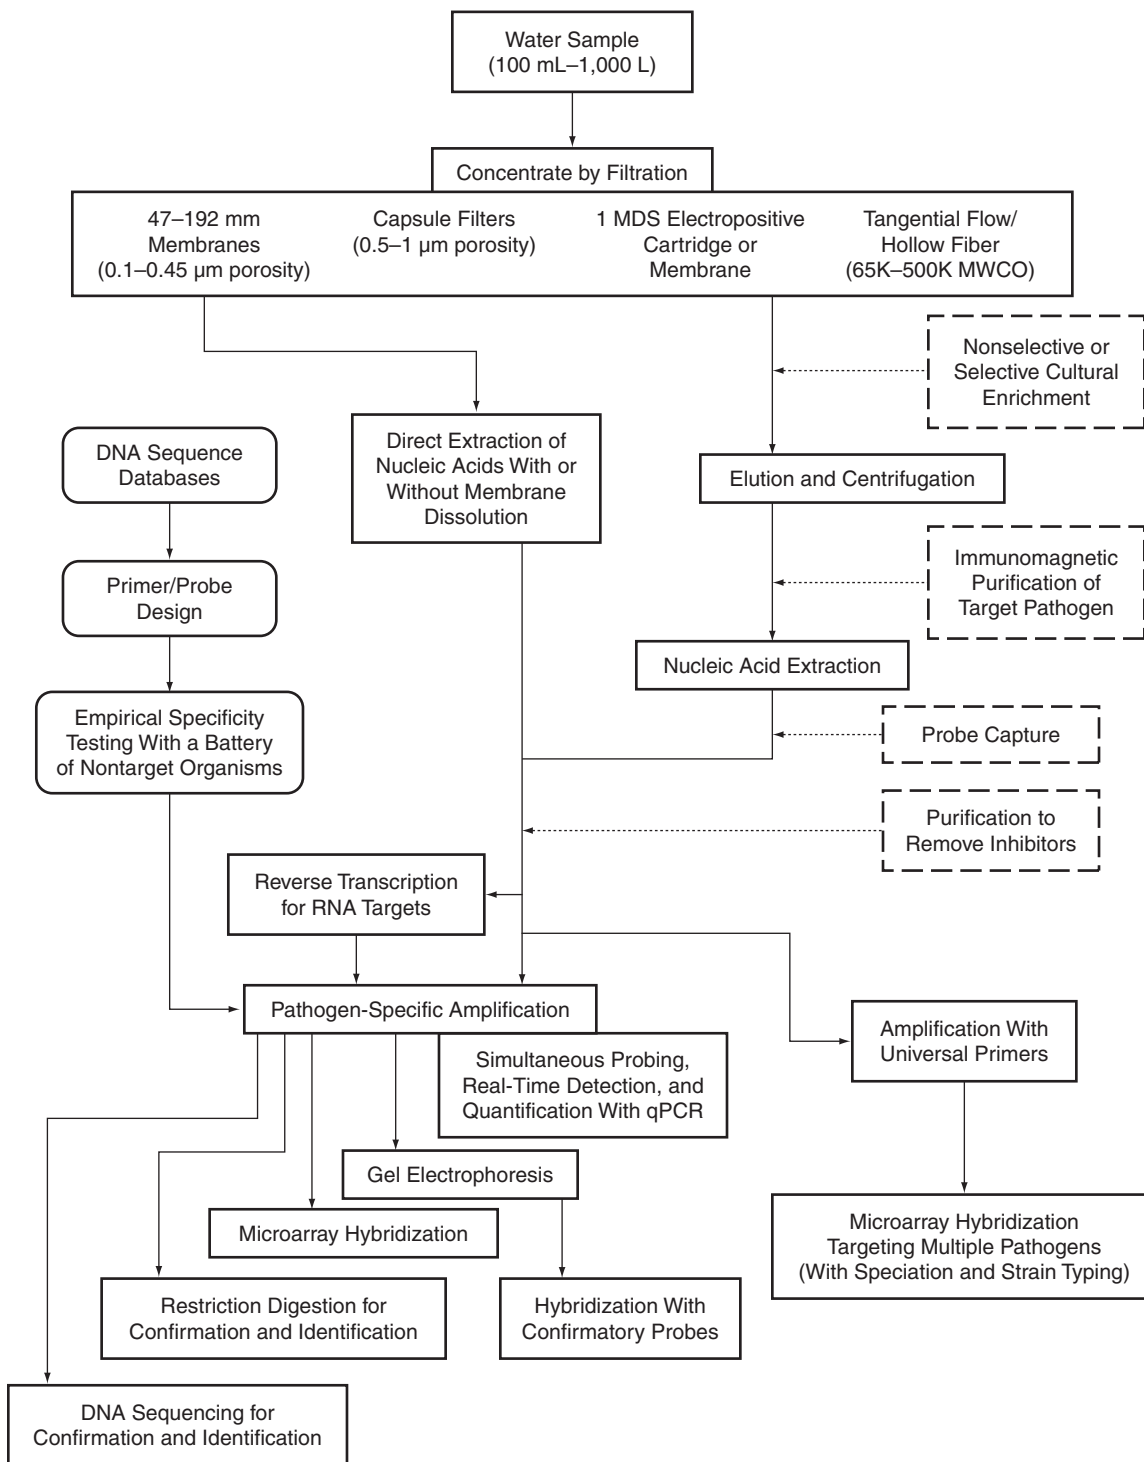 Water Sample
(100 mL–1,000 L)
Concentrate by Filtration
47–192 mm
Membranes
(0.1–0.45 µm porosity)
Capsule Filters
(0.5–1 µm porosity)
1 MDS Electropositive
Cartridge or
Membrane
Tangential Flow/
Hollow Fiber
(65K–500K MWCO)
Nonselective or
Selective Cultural
Enrichment
DNA Sequence
Databases
Direct Extraction of
Nucleic Acids With or
Without Membrane
Dissolution
Elution and Centrifugation
Primer/Probe
Design
Immunomagnetic
Purification of
Target Pathogen
Nucleic Acid Extraction
Empirical Specificity
Testing With a Battery
of Nontarget Organisms
Probe Capture
Purification to
Remove Inhibitors
Reverse Transcription
for RNA Targets
Pathogen-Specific Amplification
Amplification With
Universal Primers
Simultaneous Probing,
Real-Time Detection, and
Quantification With qPCR
Gel Electrophoresis
Microarray Hybridization
Microarray Hybridization
Targeting Multiple Pathogens
(With Speciation and Strain Typing)
Restriction Digestion for
Confirmation and Identification
Hybridization With
Confirmatory Probes
DNA Sequencing for
Confirmation and Identification